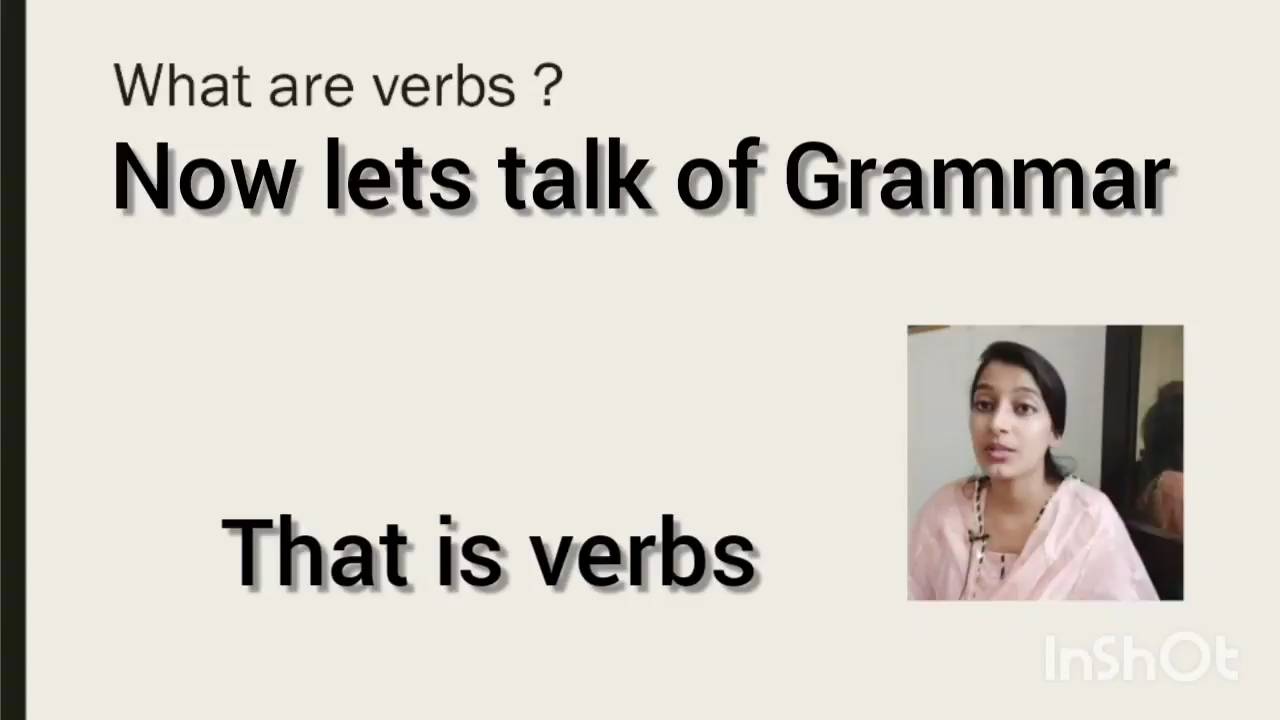 What are verbs ?
Now lets talk of Grammar
That is verbs
InShOt